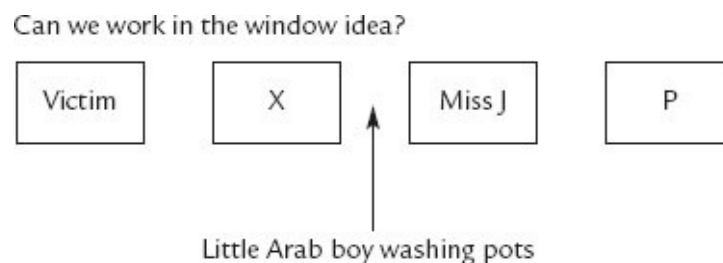 Can we work in the window idea?
Victim X Miss J P
Little Arab boy washing pots